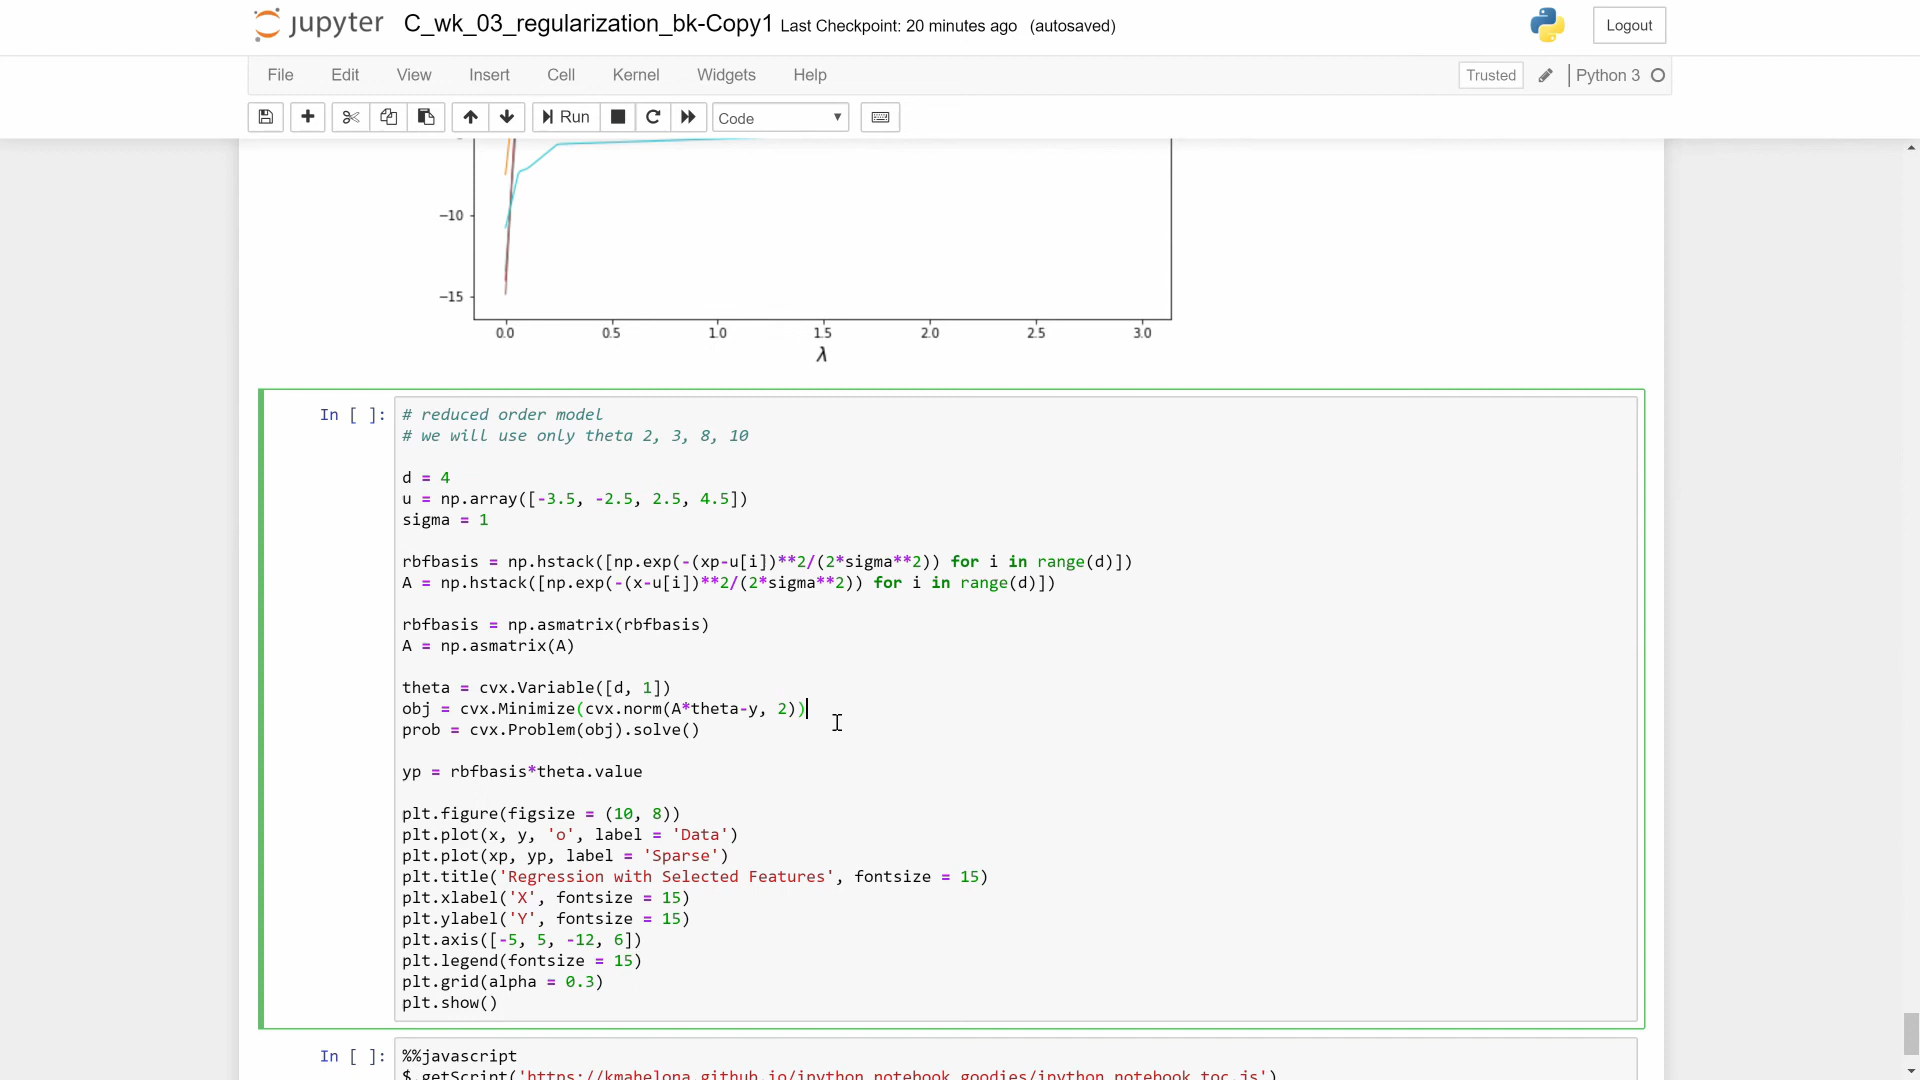 jupyter C_wk_03_regularization_bk-Copy1 Last Checkpoint: 20 minutes ago (autosaved) Logout
File Edit View Insert Cell Kernel Widgets Help Trusted Python 3
Run Code
−10
−15
0.0 0.5 1.0 1.5 2.0 2.5 3.0
λ
In [ ]:
# reduced order model
# we will use only theta 2, 3, 8, 10
d = 4
u = np.array([-3.5, -2.5, 2.5, 4.5])
sigma = 1
rbfbasis = np.hstack([np.exp(-(xp-u[i])**2/(2*sigma**2)) for i in range(d)])
A = np.hstack([np.exp(-(x-u[i])**2/(2*sigma**2)) for i in range(d)])
rbfbasis = np.asmatrix(rbfbasis)
A = np.asmatrix(A)
theta = cvx.Variable([d, 1])
obj = cvx.Minimize(cvx.norm(A*theta-y, 2))
prob = cvx.Problem(obj).solve()
yp = rbfbasis*theta.value
plt.figure(figsize = (10, 8))
plt.plot(x, y, 'o', label = 'Data')
plt.plot(xp, yp, label = 'Sparse')
plt.title('Regression with Selected Features', fontsize = 15)
plt.xlabel('X', fontsize = 15)
plt.ylabel('Y', fontsize = 15)
plt.axis([-5, 5, -12, 6])
plt.legend(fontsize = 15)
plt.grid(alpha = 0.3)
plt.show()
In [ ]:
%%javascript
$.getScript('https://kmahelona.github.io/ipython_notebook_goodies/ipython_notebook_toc.js')